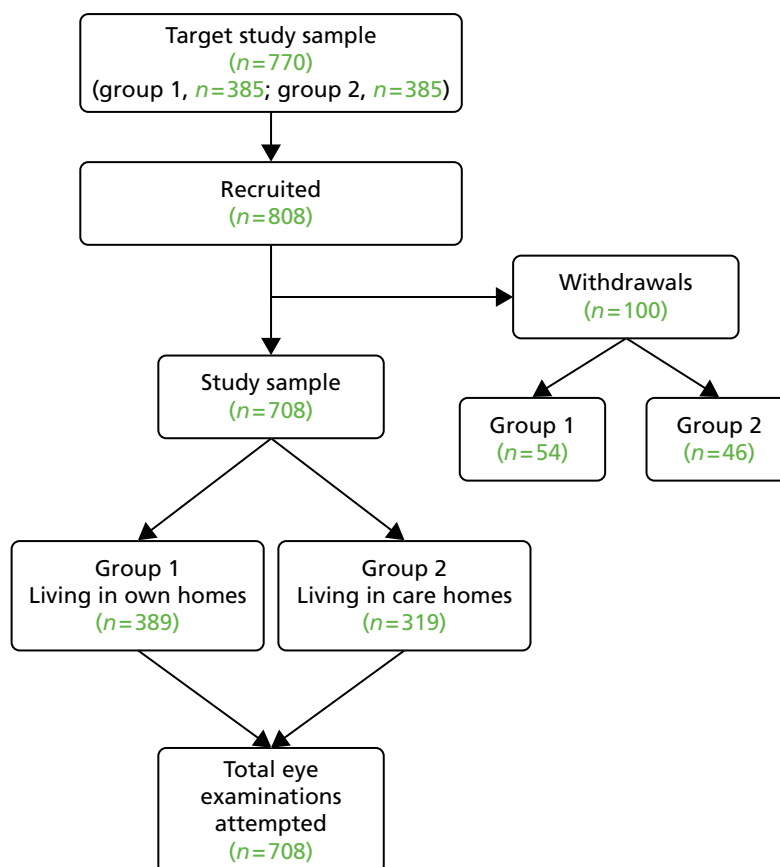 Target study sample
(n=770)
(group 1, n=385; group 2, n=385)
Recruited
(n=808)
Withdrawals
(n=100)
Study sample
(n=708)
Group 1
(n=54)
Group 2
(n=46)
Group 1
Living in own homes
(n=389)
Group 2
Living in care homes
(n=319)
Total eye
examinations
attempted
(n=708)